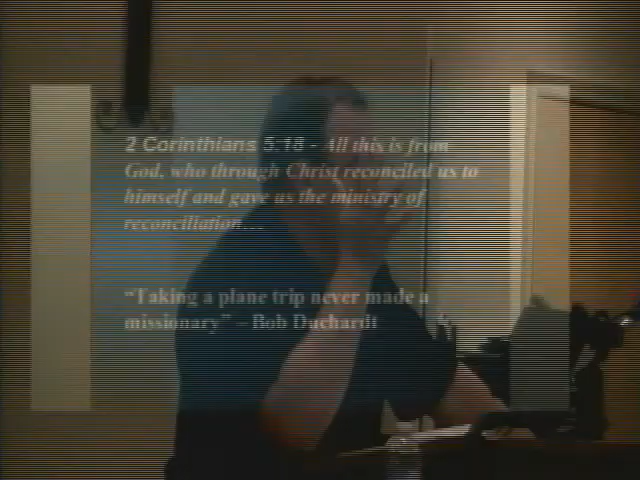 2 Corinthians 5:18 - All this is from
God, who through Christ reconciled us to
himself and gave us the ministry of
reconciliation…
“Taking a plane trip never made a
missionary” – Bob Duchardt